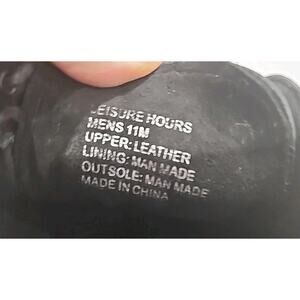 LEISURE HOURS
MENS 11M
UPPER: LEATHER
LINING: MAN MADE
OUTSOLE: MAN MADE
MADE IN CHINA